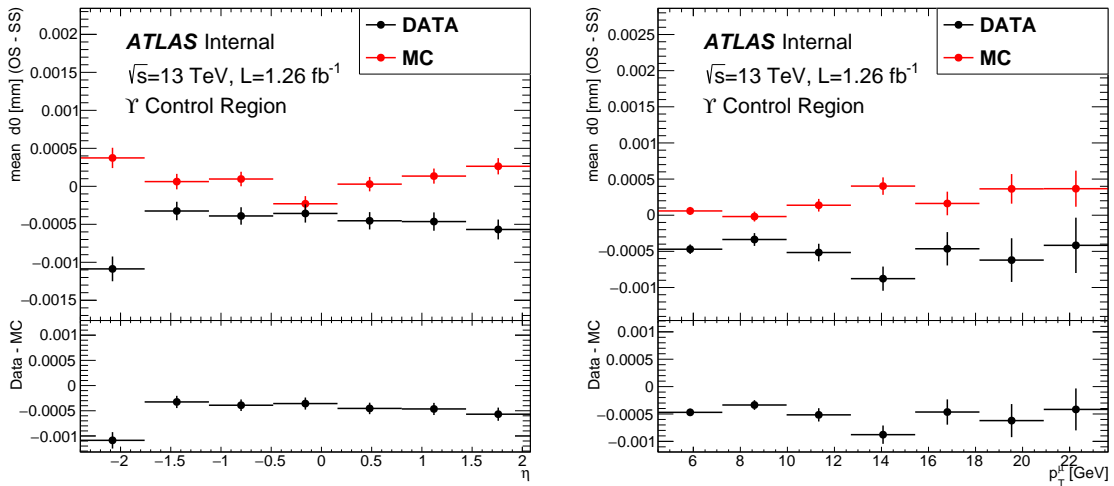 mean d0 [mm] (OS - SS)
0.002
0.0015
0.001
0.0005
0
−0.0005
−0.001
−0.0015
ATLAS Internal
√s=13 TeV, L=1.26 fb⁻¹
ϒ Control Region
DATA
MC
Data - MC
0.001
0.0005
0
−0.0005
−0.001
−2 −1.5 −1 −0.5 0 0.5 1 1.5 2
η
mean d0 [mm] (OS - SS)
0.0025
0.002
0.0015
0.001
0.0005
0
−0.0005
−0.001
ATLAS Internal
√s=13 TeV, L=1.26 fb⁻¹
ϒ Control Region
DATA
MC
Data - MC
0.001
0.0005
0
−0.0005
−0.001
6 8 10 12 14 16 18 20 22
p_T^μ [GeV]